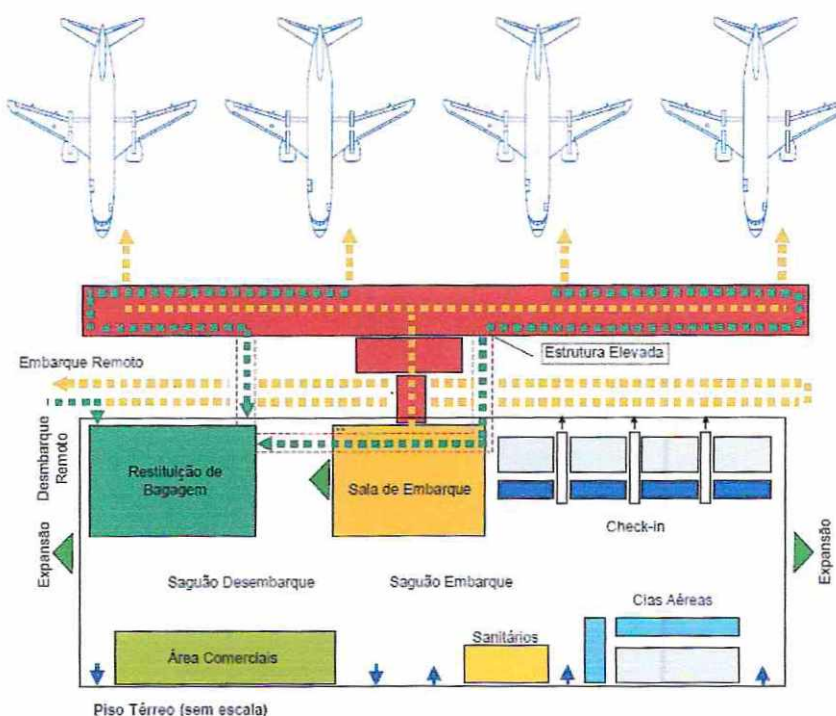 Estrutura Elevada
Embarque Remoto
Desmbarque
Remoto
Restituição de
Bagagem
Sala de Embarque
Check-in
Expansão
Expansão
Saguão Desembarque
Saguão Embarque
Cias Aéreas
Área Comerciais
Sanitários
Piso Térreo (sem escala)